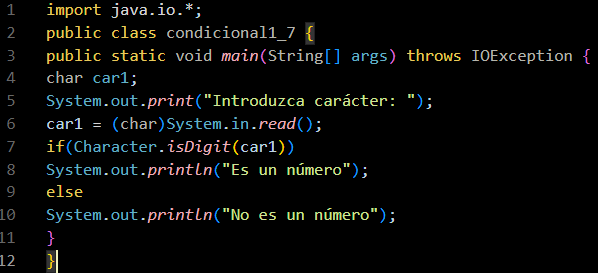 1 import java.io.*;
2 public class condicional1_7 {
3 public static void main(String[] args) throws IOException {
4 char car1;
5 System.out.print("Introduzca carácter: ");
6 car1 = (char)System.in.read();
7 if(Character.isDigit(car1))
8 System.out.println("Es un número");
9 else
10 System.out.println("No es un número");
11 }
12 }